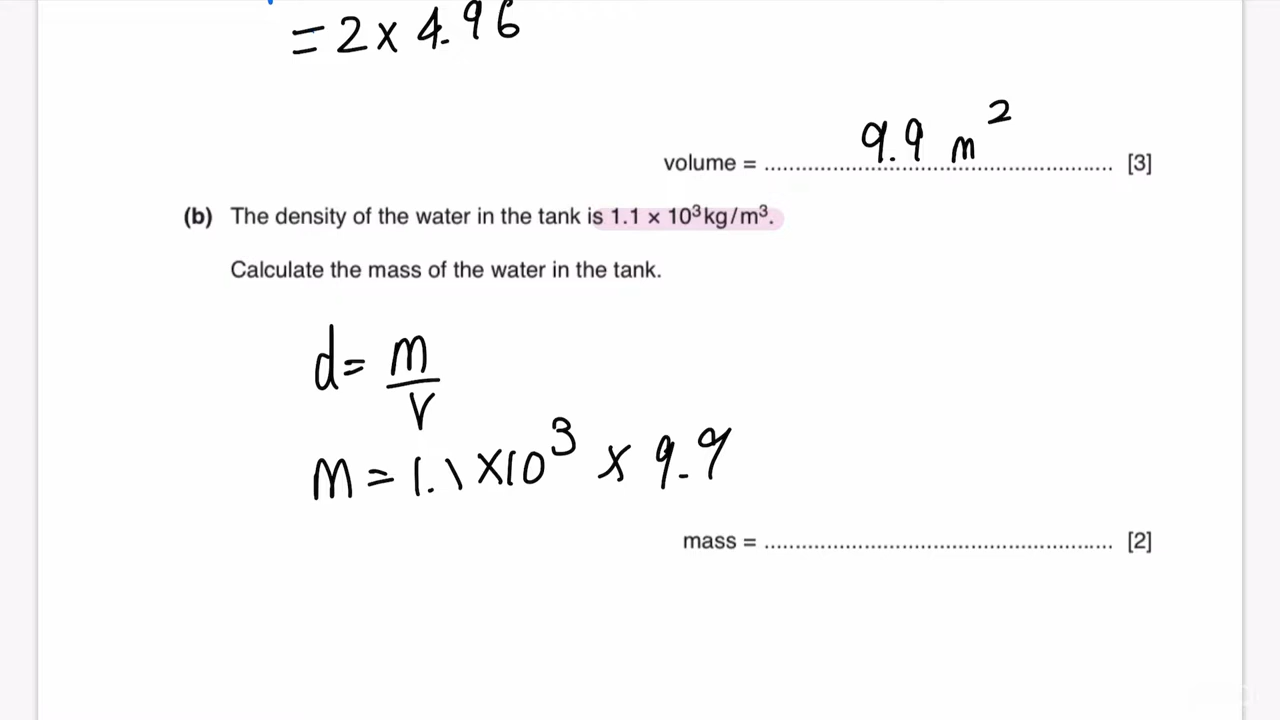 = 2 × 4.96
9.9 m²
volume = .......................................................... [3]
(b) The density of the water in the tank is 1.1 × 10³ kg/m³.
Calculate the mass of the water in the tank.
d = m/v
m = 1.1 × 10³ × 9.9
mass = .......................................................... [2]